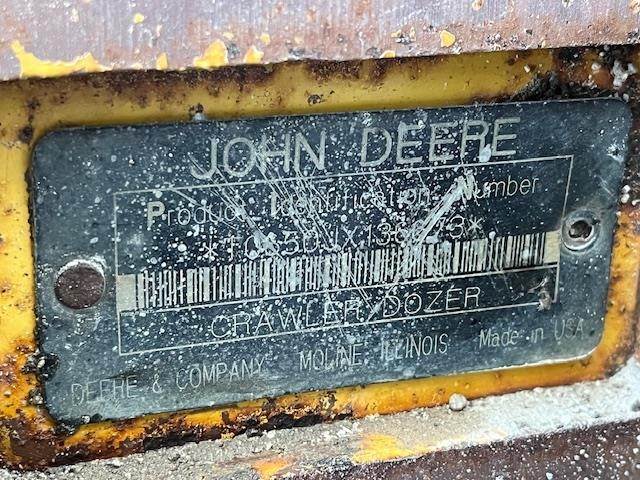 JOHN DEERE
Product Identification Number
CRAWLER DOZER
DEERE & COMPANY MOLINE, ILLINOIS Made in USA